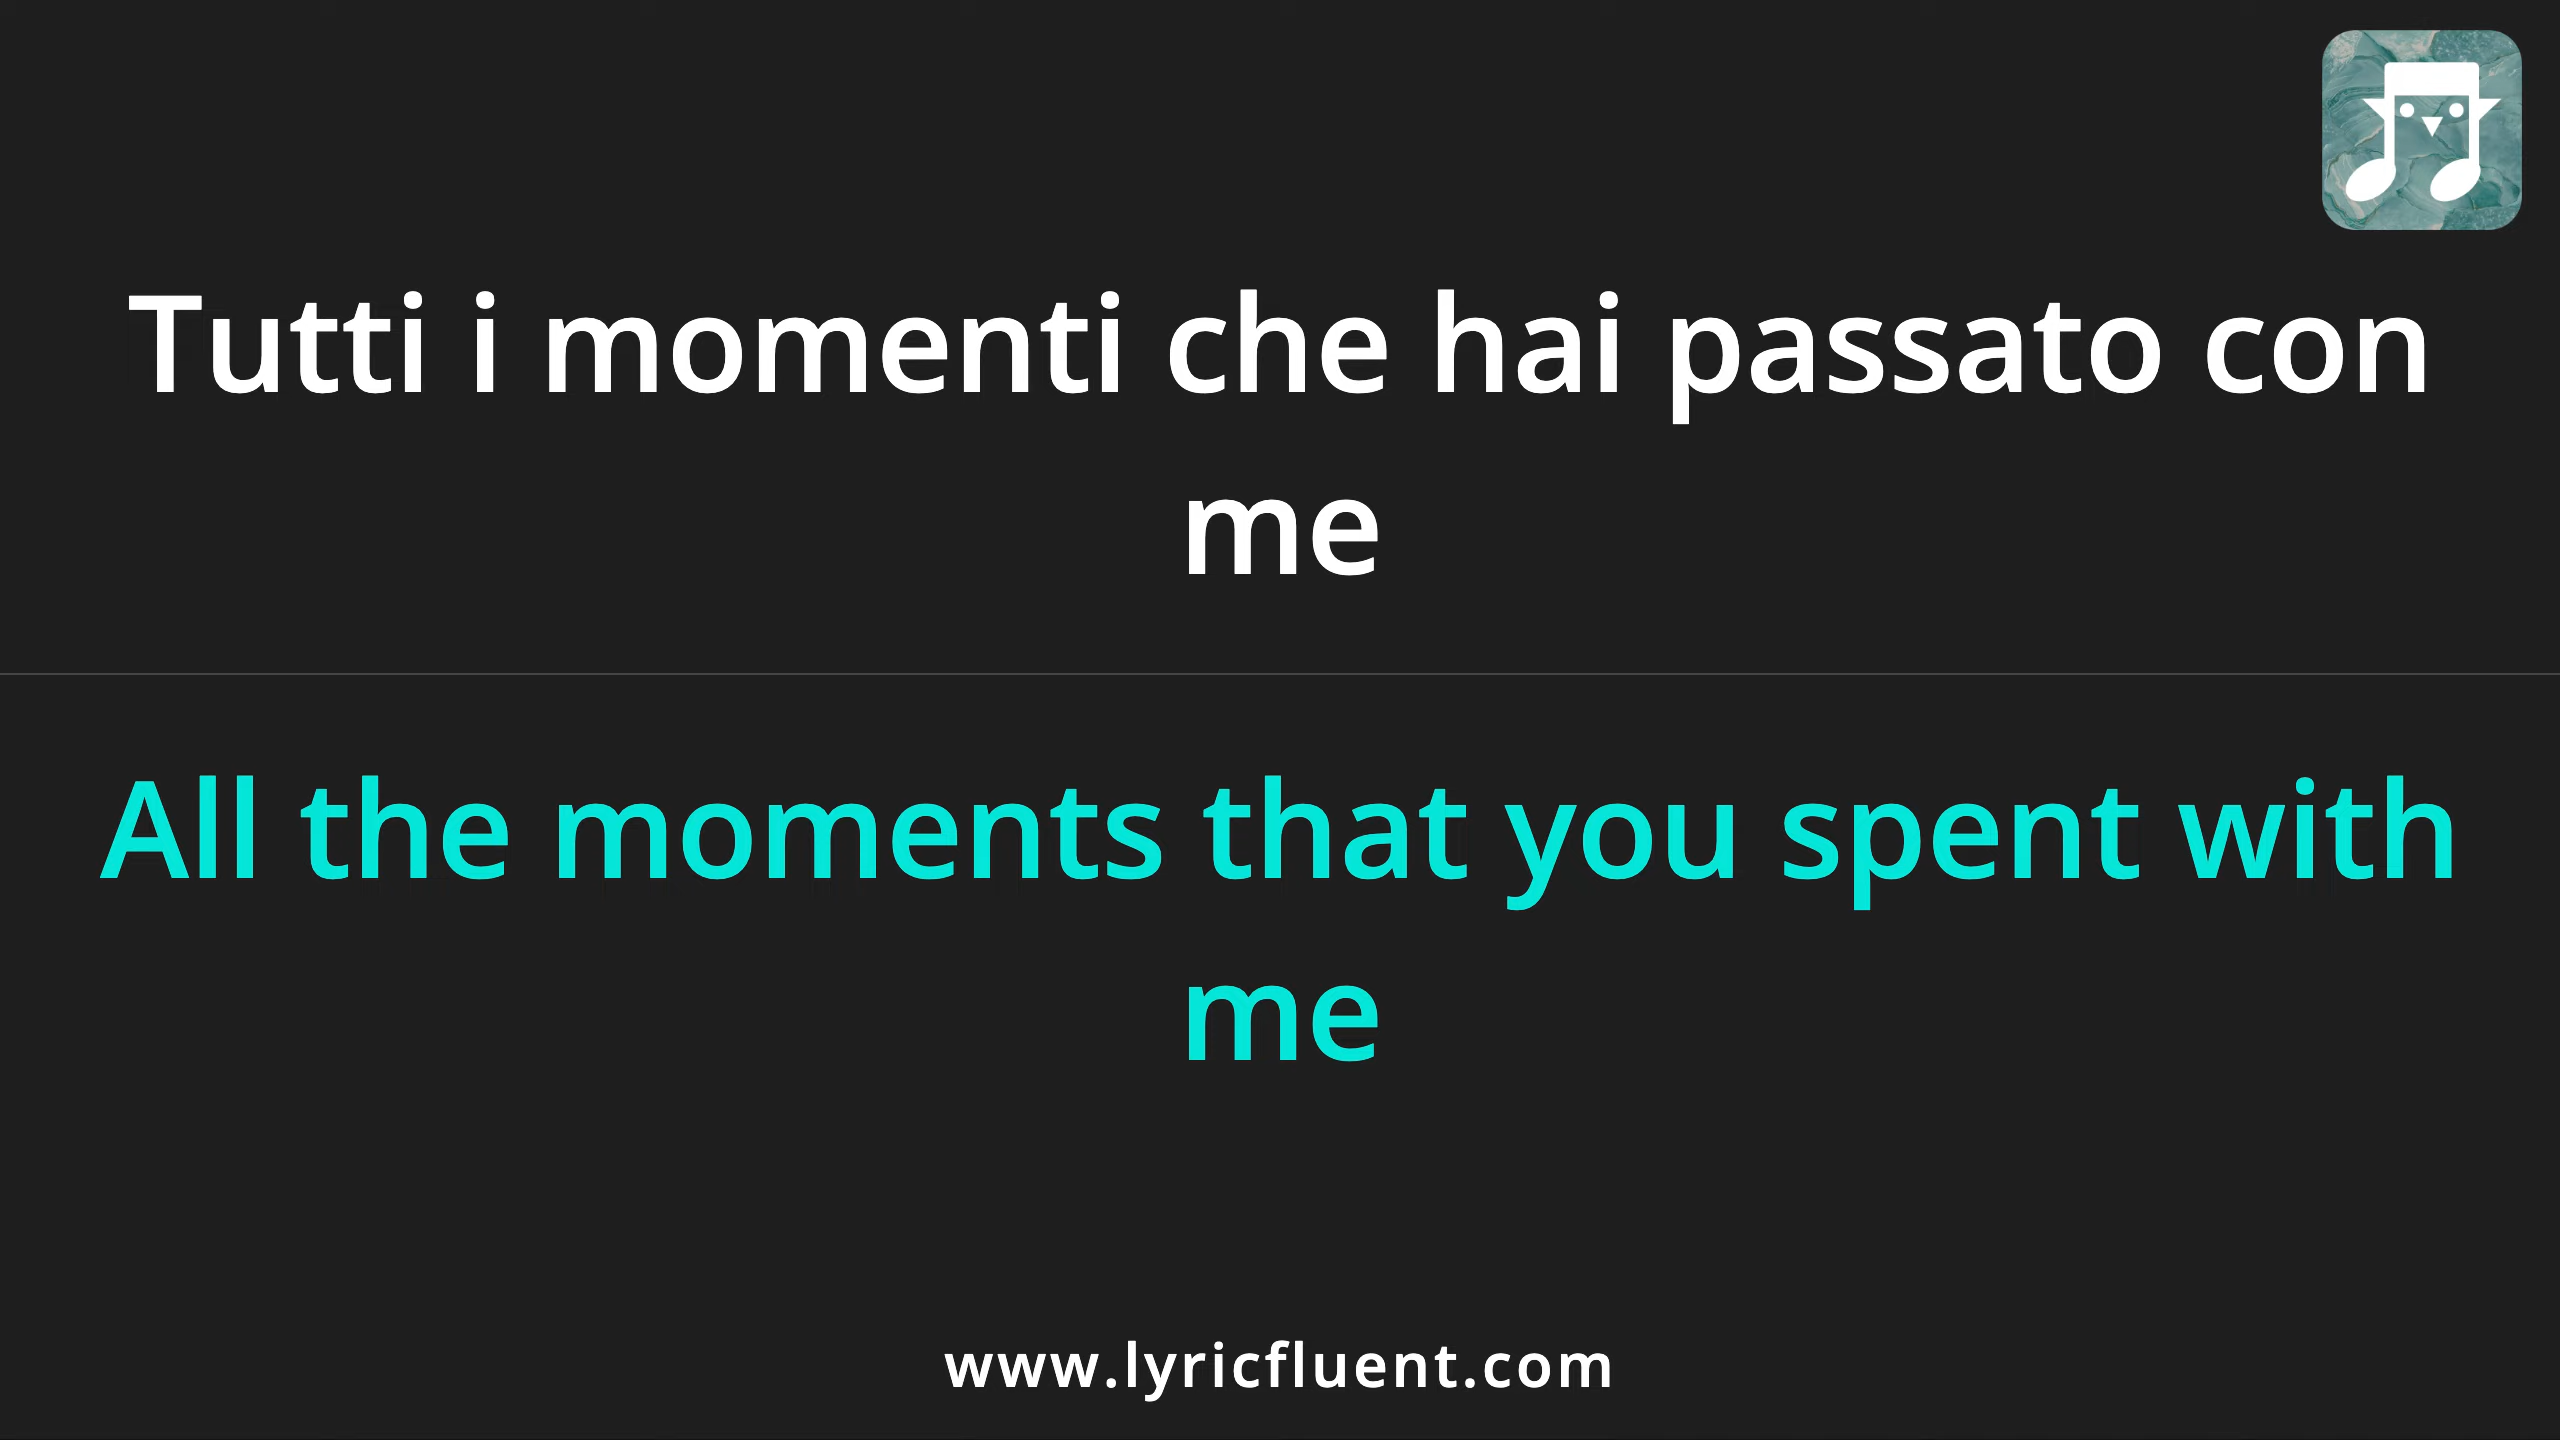 Tutti i momenti che hai passato con
me
All the moments that you spent with
me
www.lyricfluent.com